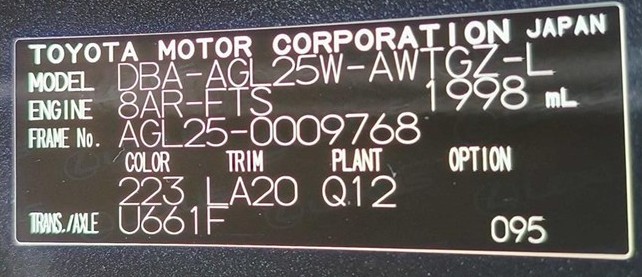 TOYOTA MOTOR CORPORATION JAPAN
MODEL DBA-AGL25W-AWTGZ-L
ENGINE 8AR-FTS 1998 mL
FRAME No. AGL25-0009768
COLOR TRIM PLANT OPTION
223 LA20 Q12
TRANS./AXLE U661F 095